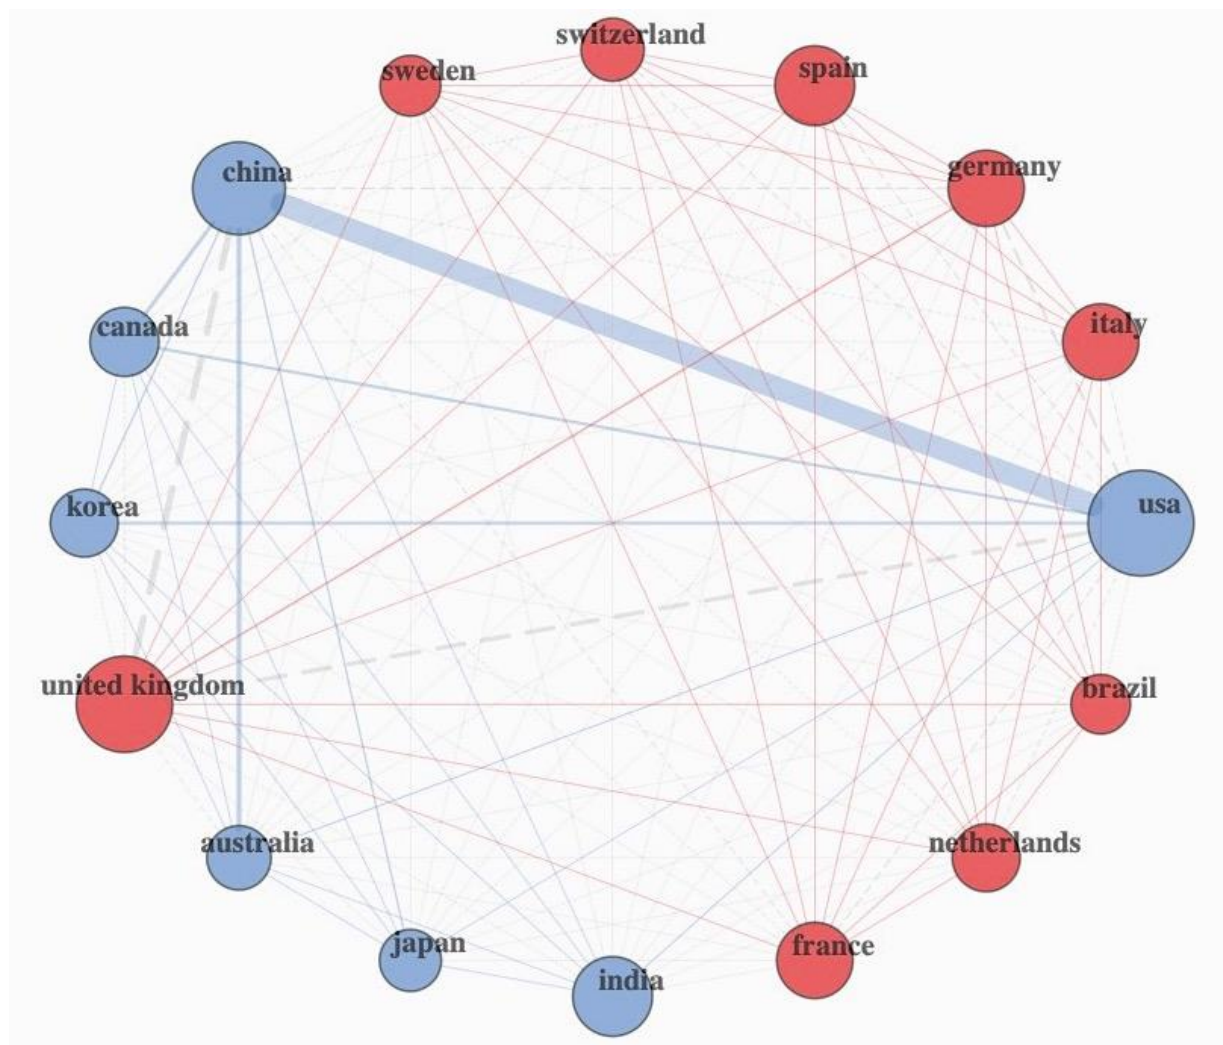 switzerland
spain
sweden
germany
china
italy
canada
usa
korea
united kingdom
brazil
australia
netherlands
japan
france
india